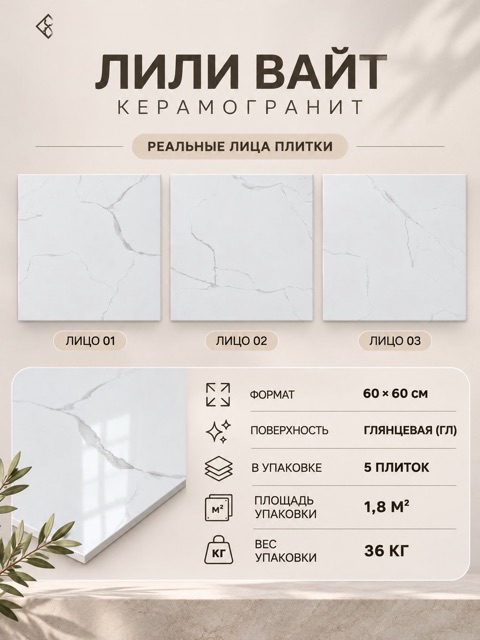 ЛИЛИ ВАЙТ
КЕРАМОГРАНИТ
РЕАЛЬНЫЕ ЛИЦА ПЛИТКИ
ЛИЦО 01
ЛИЦО 02
ЛИЦО 03
ФОРМАТ
60 × 60 см
ПОВЕРХНОСТЬ
ГЛЯНЦЕВАЯ (ГЛ)
В УПАКОВКЕ
5 ПЛИТОК
М²
ПЛОЩАДЬ
УПАКОВКИ
1,8 М²
КГ
ВЕС
УПАКОВКИ
36 КГ